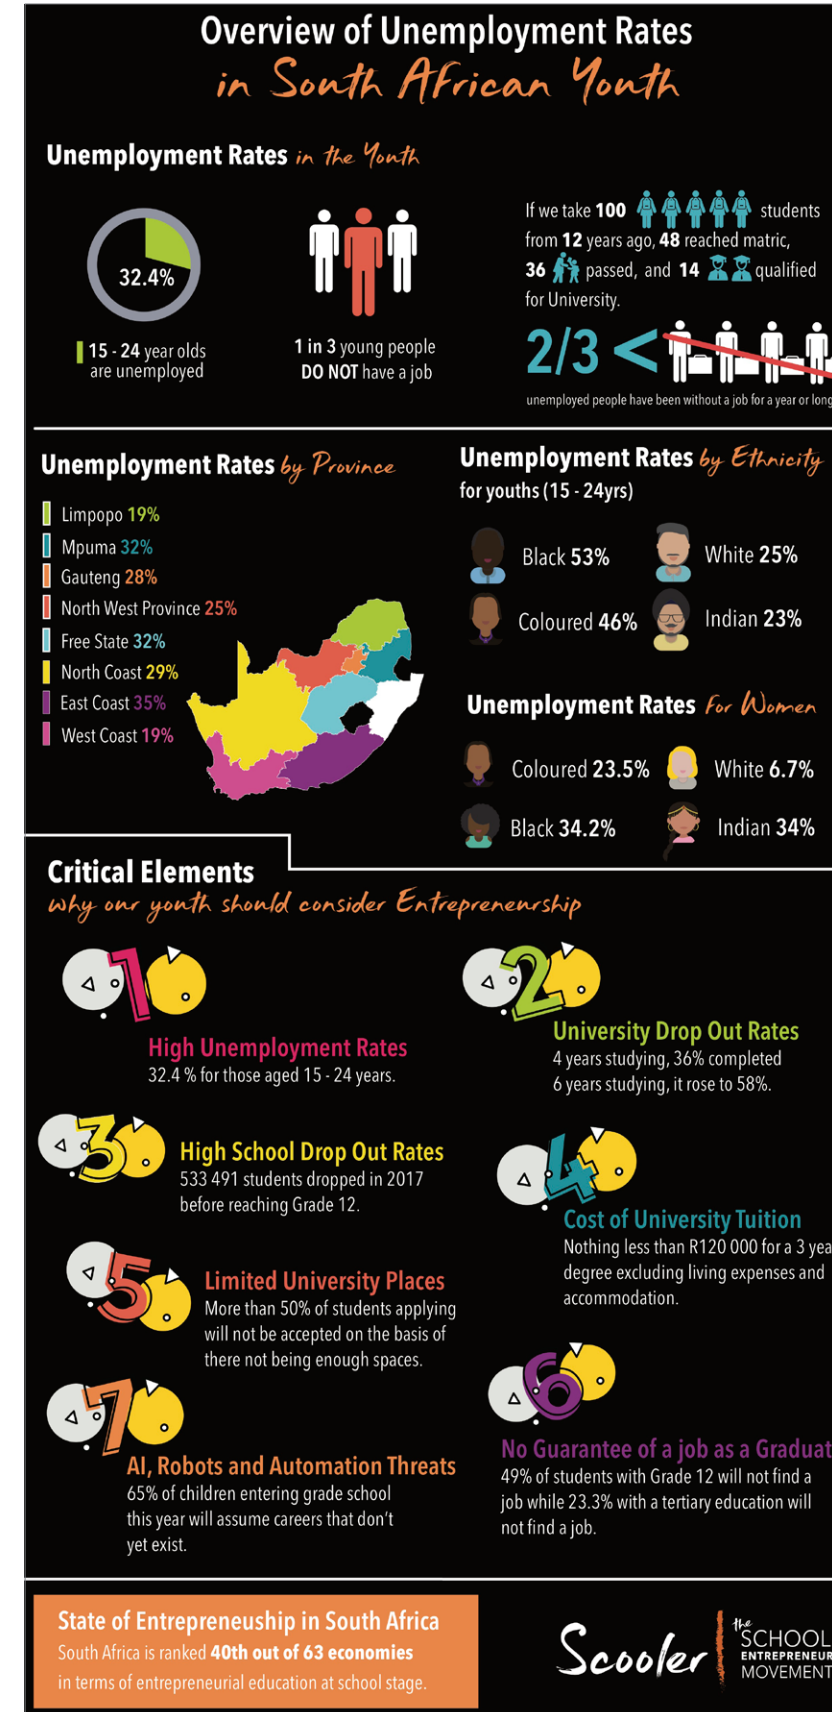 Overview of Unemployment Rates
in South African Youth
Unemployment Rates in the Youth
32.4%
15 - 24 year olds
are unemployed
1 in 3 young people
DO NOT have a job
If we take 100 students
from 12 years ago, 48 reached matric,
36 passed, and 14 qualified
for University.
2/3 <
unemployed people have been without a job for a year or long
Unemployment Rates by Province
Limpopo 19%
Mpuma 32%
Gauteng 28%
North West Province 25%
Free State 32%
North Coast 29%
East Coast 35%
West Coast 19%
Unemployment Rates by Ethnicity
for youths (15 - 24yrs)
Black 53%
White 25%
Coloured 46%
Indian 23%
Unemployment Rates For Women
Coloured 23.5%
White 6.7%
Black 34.2%
Indian 34%
Critical Elements
why our youth should consider Entrepreneurship
1
High Unemployment Rates
32.4 % for those aged 15 - 24 years.
2
University Drop Out Rates
4 years studying, 36% completed
6 years studying, it rose to 58%.
3
High School Drop Out Rates
533 491 students dropped in 2017
before reaching Grade 12.
4
Cost of University Tuition
Nothing less than R120 000 for a 3 yea
degree excluding living expenses and
accommodation.
5
Limited University Places
More than 50% of students applying
will not be accepted on the basis of
there not being enough spaces.
6
No Guarantee of a job as a Graduat
49% of students with Grade 12 will not find a
job while 23.3% with a tertiary education will
not find a job.
7
AI, Robots and Automation Threats
65% of children entering grade school
this year will assume careers that don't
yet exist.
State of Entrepreneuship in South Africa
South Africa is ranked 40th out of 63 economies
in terms of entrepreneurial education at school stage.
Scooler
the
SCHOOL
ENTREPRENEUR
MOVEMENT